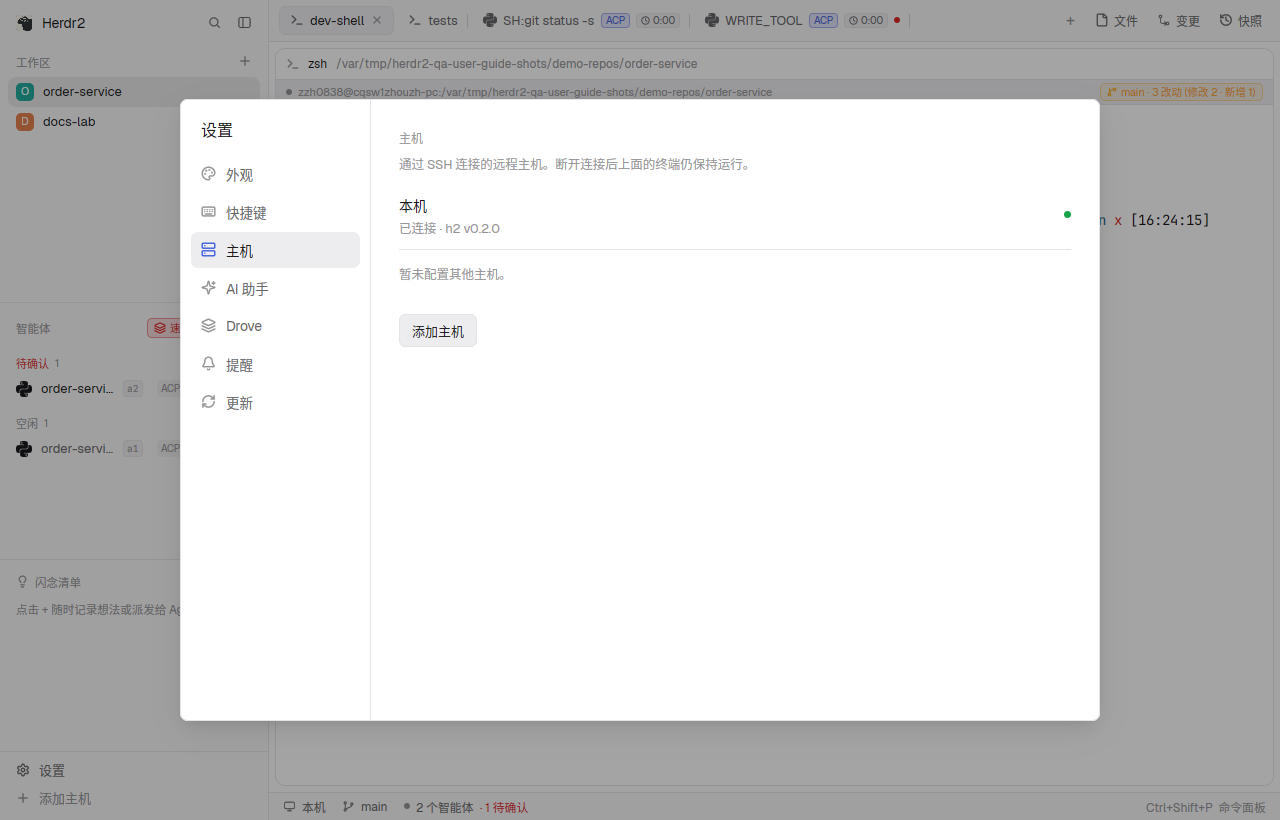 Herdr2
dev-shell
tests
SH:git status -s ACP 0:00
WRITE_TOOL ACP 0:00
文件
变更
快照
工作区
order-service
docs-lab
zsh /var/tmp/herdr2-qa-user-guide-shots/demo-repos/order-service
zzh0838@cqsw1zhouzh-pc:/var/tmp/herdr2-qa-user-guide-shots/demo-repos/order-service
main · 3 改动 (修改 2 · 新增 1)
n x [16:24:15]
智能体
速
待确认 1
order-servi... a2 ACP
空闲 1
order-servi... a1 ACP
闪念清单
点击 + 随时记录想法或派发给 Ag
设置
添加主机
设置
外观
快捷键
主机
AI 助手
Drove
提醒
更新
主机
通过 SSH 连接的远程主机。断开连接后上面的终端仍保持运行。
本机
已连接 · h2 v0.2.0
暂未配置其他主机。
添加主机
本机
main
2 个智能体 · 1 待确认
Ctrl+Shift+P 命令面板